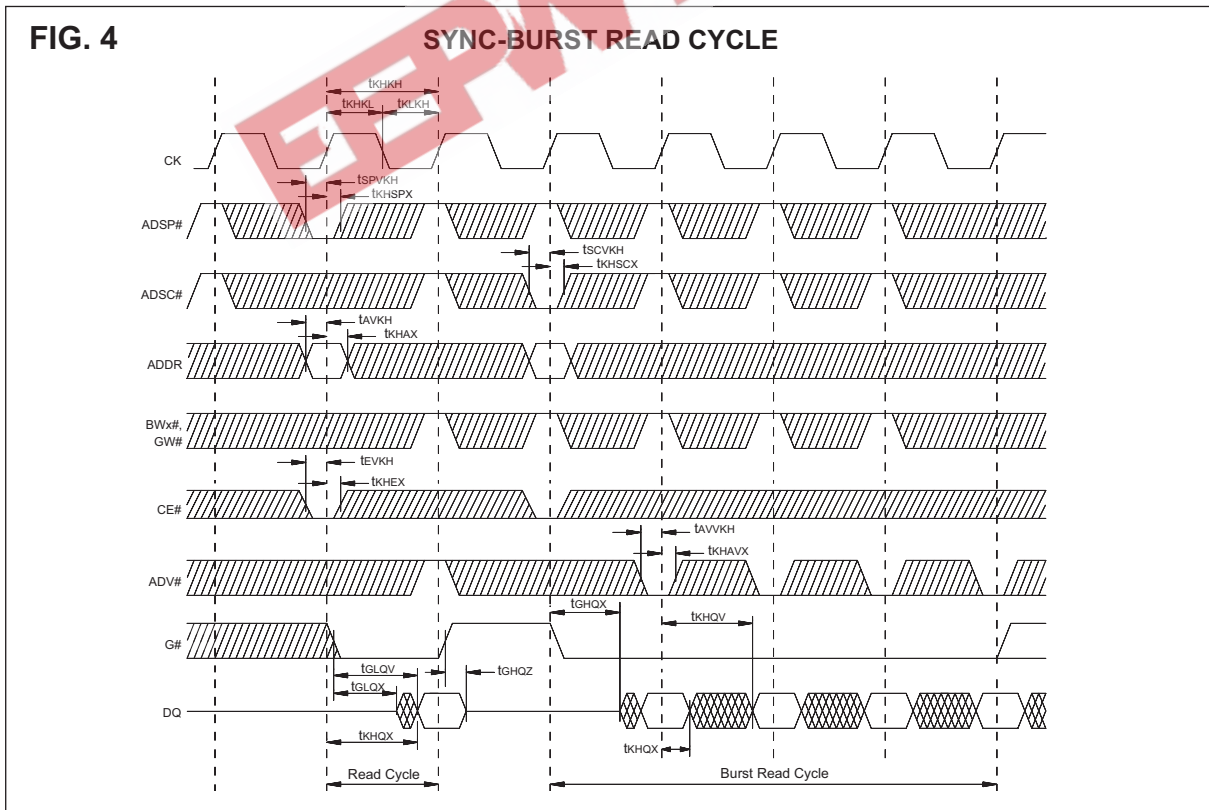 FIG. 4
SYNC-BURST READ CYCLE
EEPW
tKHKH
tKHKL
tKLKH
CK
tSPVKH
tKHSPX
ADSP#
tSCVKH
tKHSCX
ADSC#
tAVKH
tKHAX
ADDR
BWx#,
GW#
tEVKH
tKHEX
CE#
tAVVKH
tKHAVX
ADV#
tGHQX
tKHQV
G#
tGLQV
tGHQZ
tGLQX
DQ
tKHQX
tKHQX
Read Cycle
Burst Read Cycle